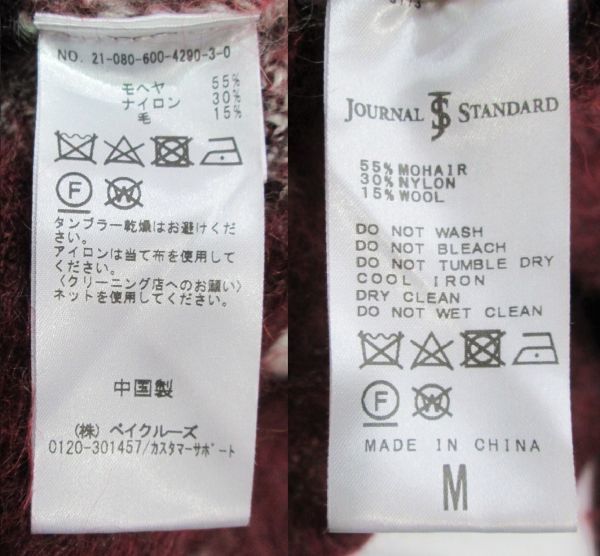 NO. 21-080-600-4290-3-0
モヘヤ 55%
ナイロン 30%
毛 15%
F W
タンブラー乾燥はお避けくだ
さい。
アイロンは当て布を使用して
ください。
〈クリーニング店へのお願い〉
ネットを使用してください。
中国製
(株) ベイクルーズ
0120-301457/カスタマーサポート
JOURNAL JS STANDARD
55% MOHAIR
30% NYLON
15% WOOL
DO NOT WASH
DO NOT BLEACH
DO NOT TUMBLE DRY
COOL IRON
DRY CLEAN
DO NOT WET CLEAN
F W
MADE IN CHINA
M